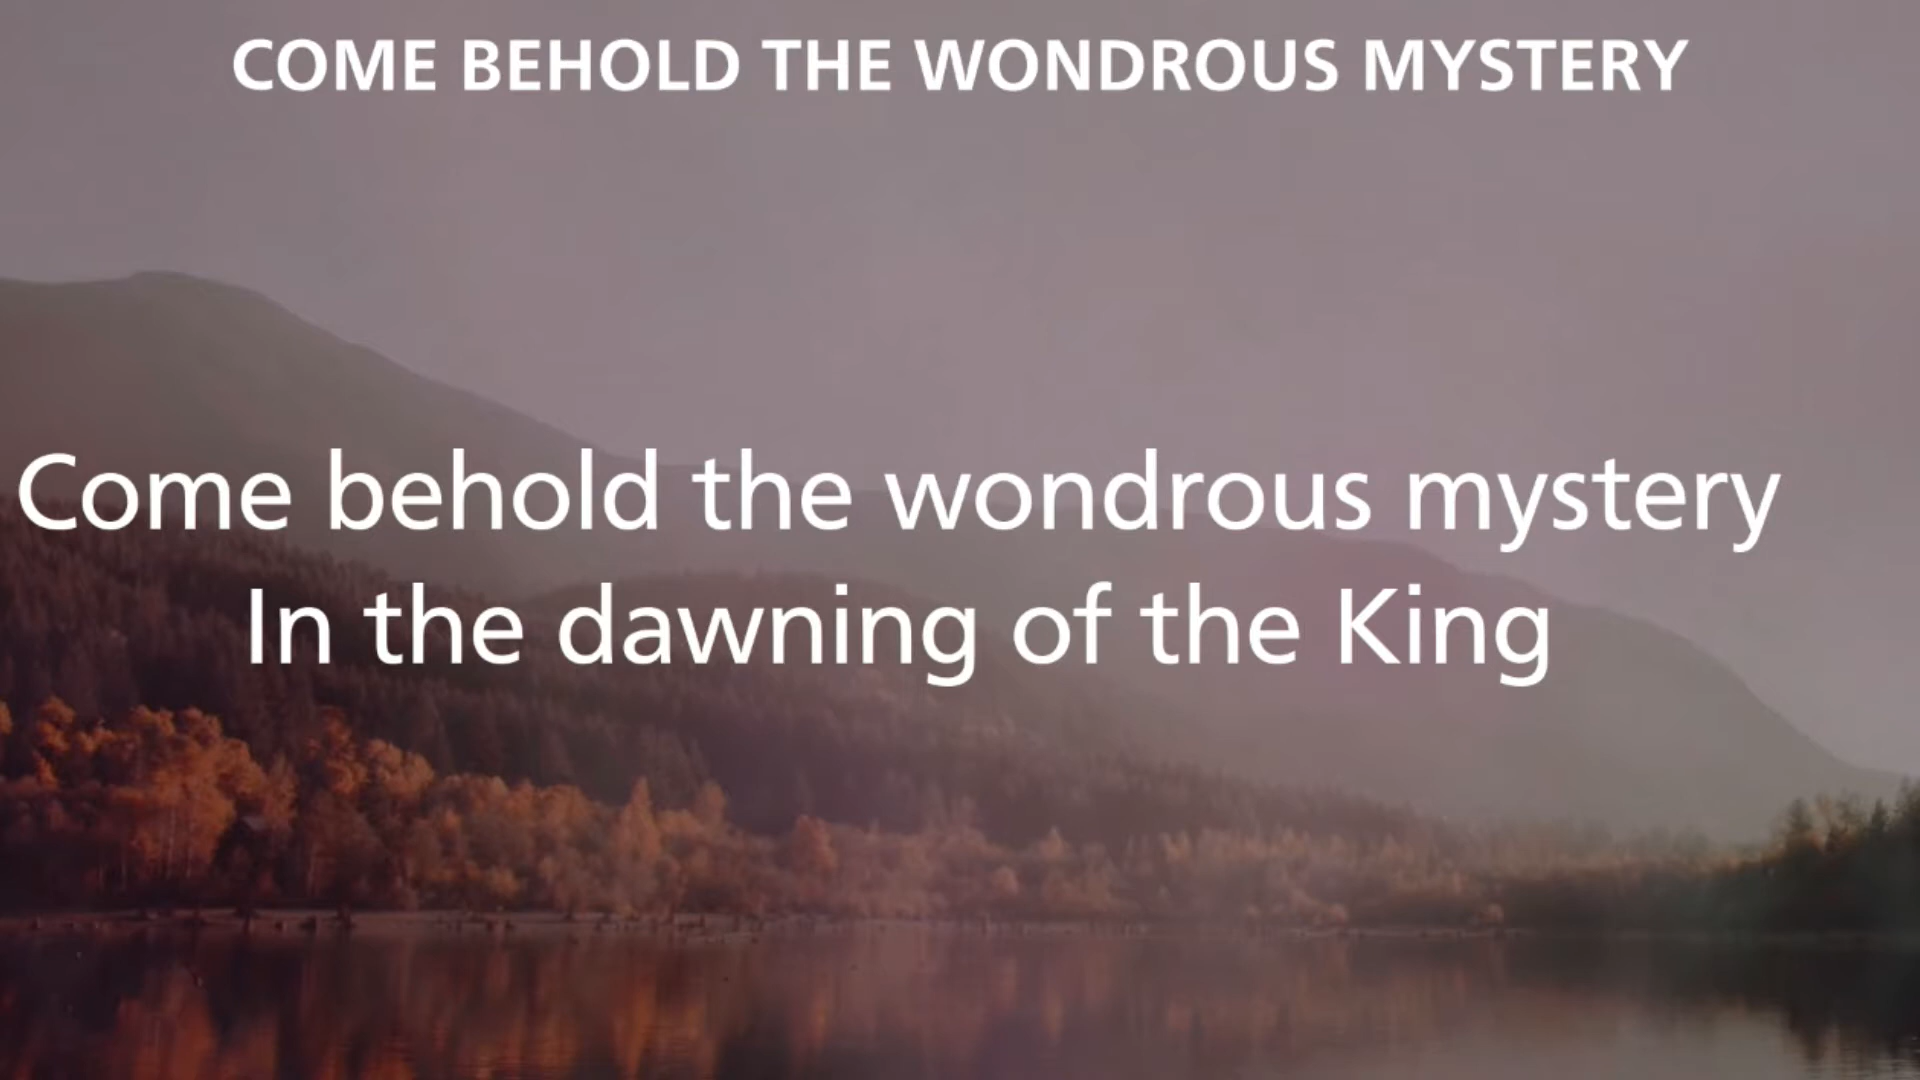 COME BEHOLD THE WONDROUS MYSTERY
Come behold the wondrous mystery
In the dawning of the King